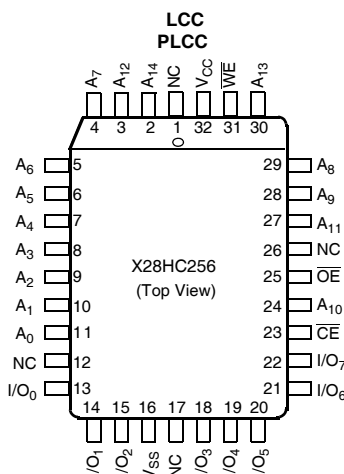 LCC
PLCC
A7 A12 A14 NC VCC W̅E̅ A13
4 3 2 1 32 31 30
A6 5 29 A8
A5 6 28 A9
A4 7 27 A11
A3 8 26 NC
A2 9 X28HC256 25 O̅E̅
A1 10 (Top View) 24 A10
A0 11 23 C̅E̅
NC 12 22 I/O7
I/O0 13 21 I/O6
14 15 16 17 18 19 20
I/O1 I/O2 VSS NC I/O3 I/O4 I/O5